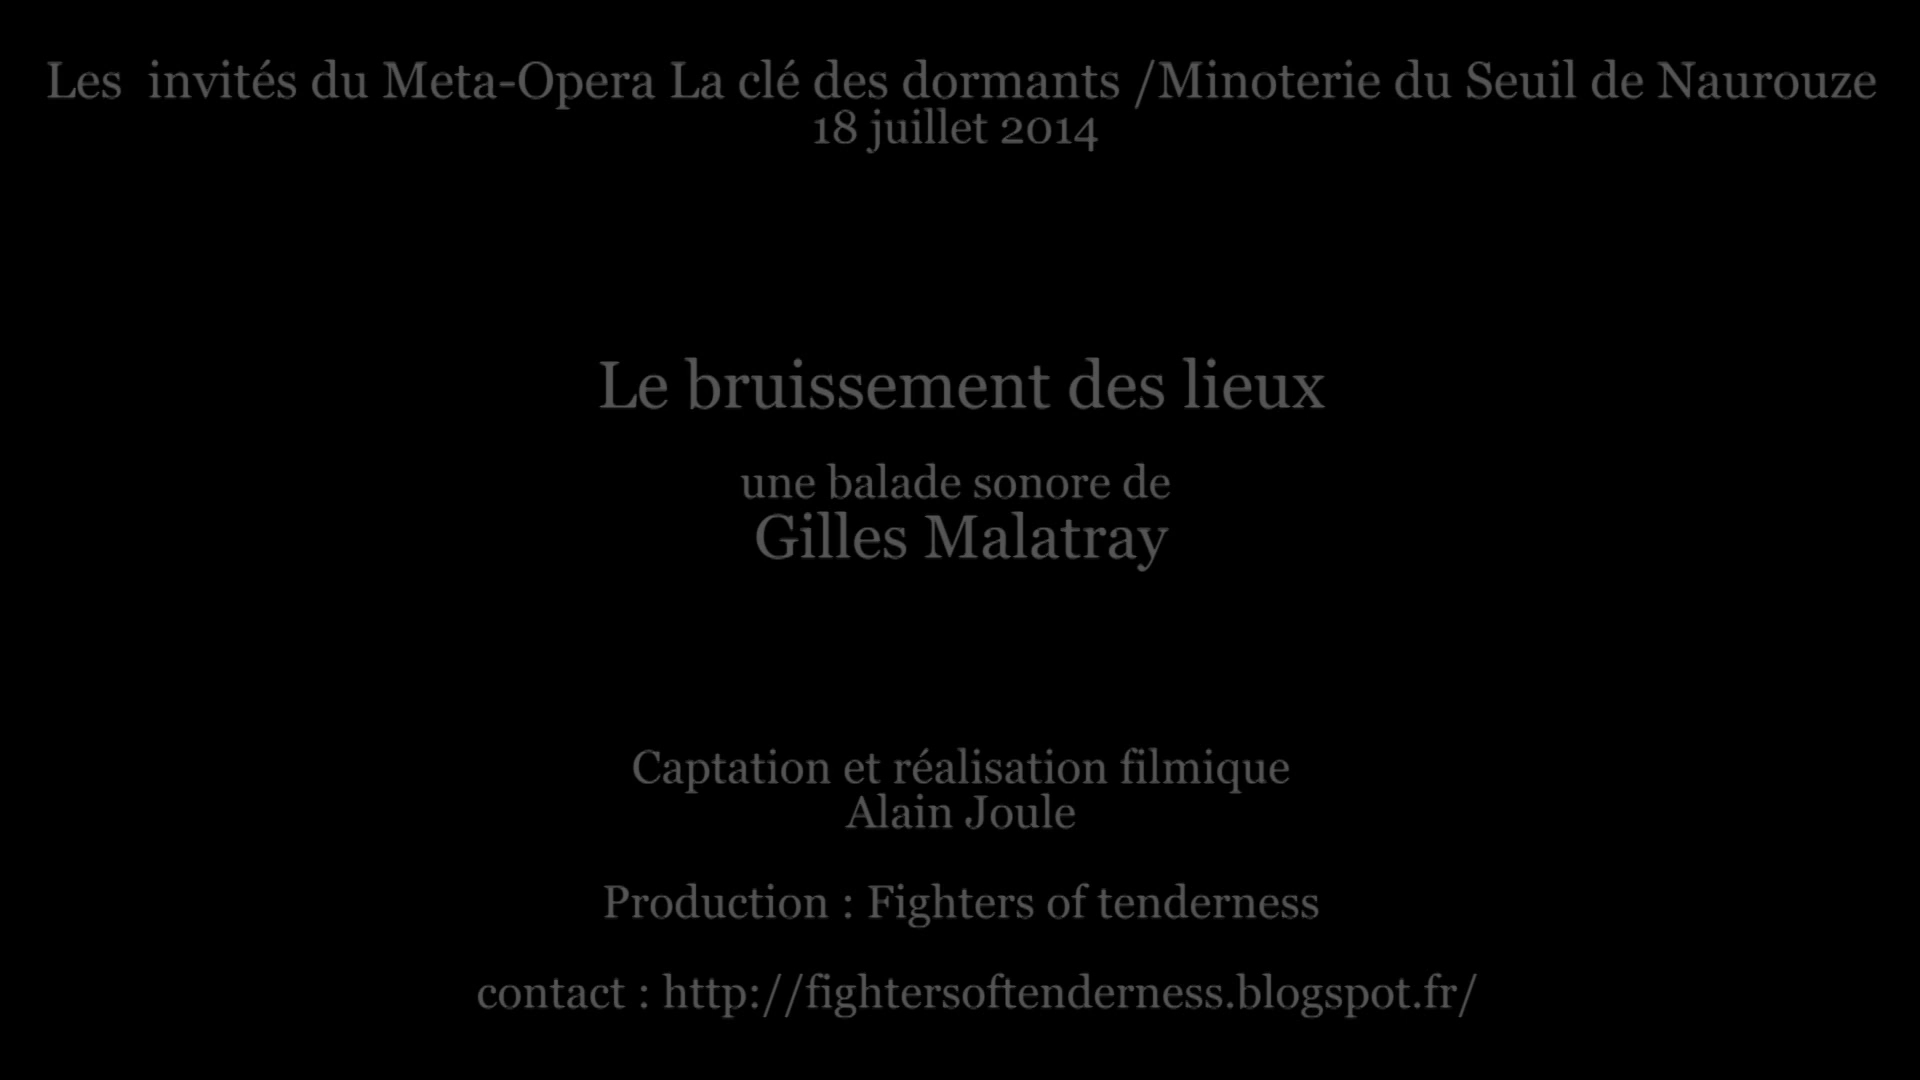 Les  invités du Meta-Opera La clé des dormants /Minoterie du Seuil de Naurouze
18 juillet 2014
Le bruissement des lieux
une balade sonore de
Gilles Malatray
Captation et réalisation filmique
Alain Joule
Production : Fighters of tenderness
contact : http://fightersoftenderness.blogspot.fr/